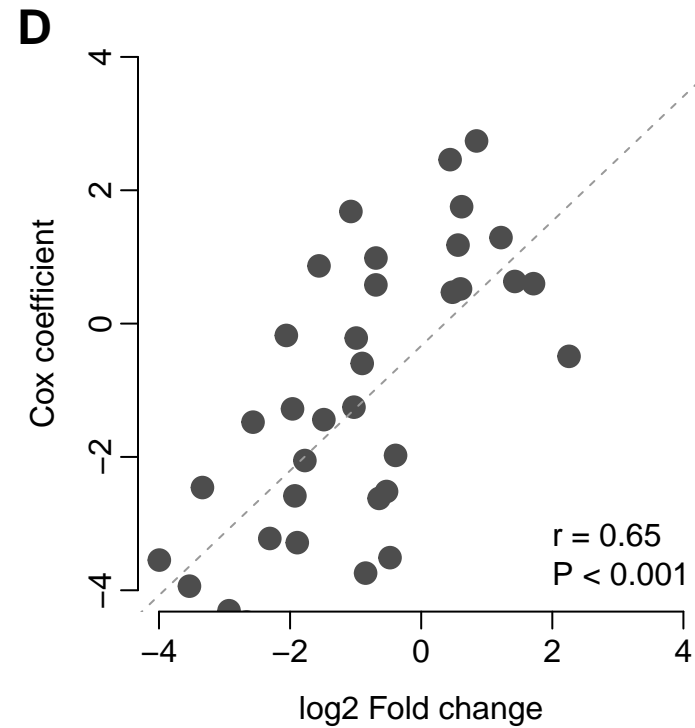 D
4
2
0
−2
−4
Cox coefficient
r = 0.65
P < 0.001
−4 −2 0 2 4
log2 Fold change